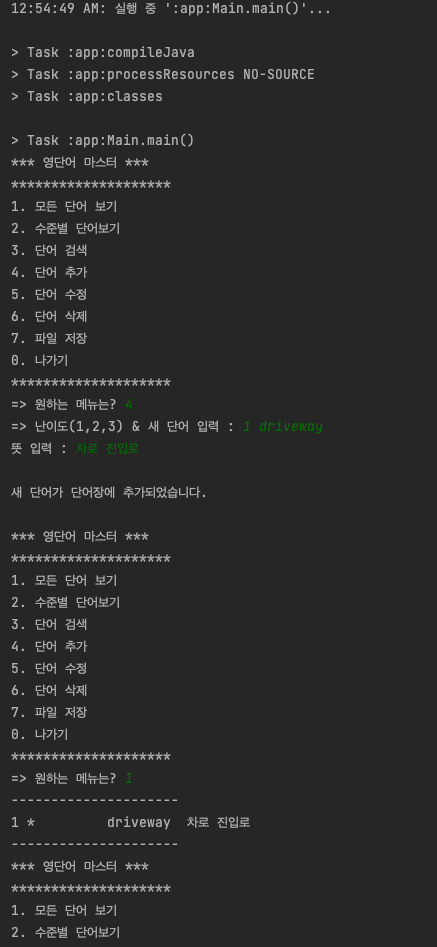 12:54:49 AM: 실행 중 ':app:Main.main()'...
> Task :app:compileJava
> Task :app:processResources NO-SOURCE
> Task :app:classes
> Task :app:Main.main()
*** 영단어 마스터 ***
********************
1. 모든 단어 보기
2. 수준별 단어보기
3. 단어 검색
4. 단어 추가
5. 단어 수정
6. 단어 삭제
7. 파일 저장
0. 나가기
********************
=> 원하는 메뉴는? 4
=> 난이도(1,2,3) & 새 단어 입력 : 1 driveway
뜻 입력 : 차로 진입로
새 단어가 단어장에 추가되었습니다.
*** 영단어 마스터 ***
********************
1. 모든 단어 보기
2. 수준별 단어보기
3. 단어 검색
4. 단어 추가
5. 단어 수정
6. 단어 삭제
7. 파일 저장
0. 나가기
********************
=> 원하는 메뉴는? 1
---------------------
1 *         driveway  차로 진입로
---------------------
*** 영단어 마스터 ***
********************
1. 모든 단어 보기
2. 수준별 단어보기